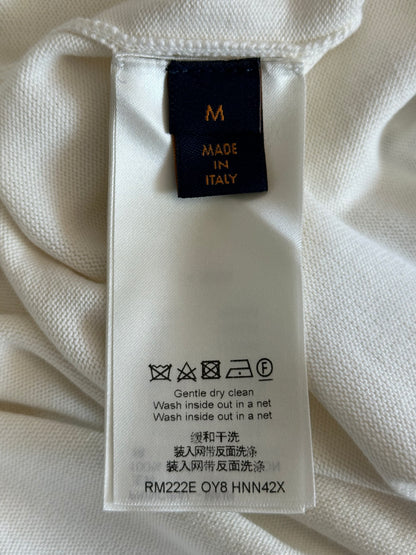 M
MADE
IN
ITALY
Gentle dry clean
Wash inside out in a net
Wash inside out in a net
缓和干洗
装入网带反面洗涤
装入网带反面洗涤
RM222E OY8 HNN42X